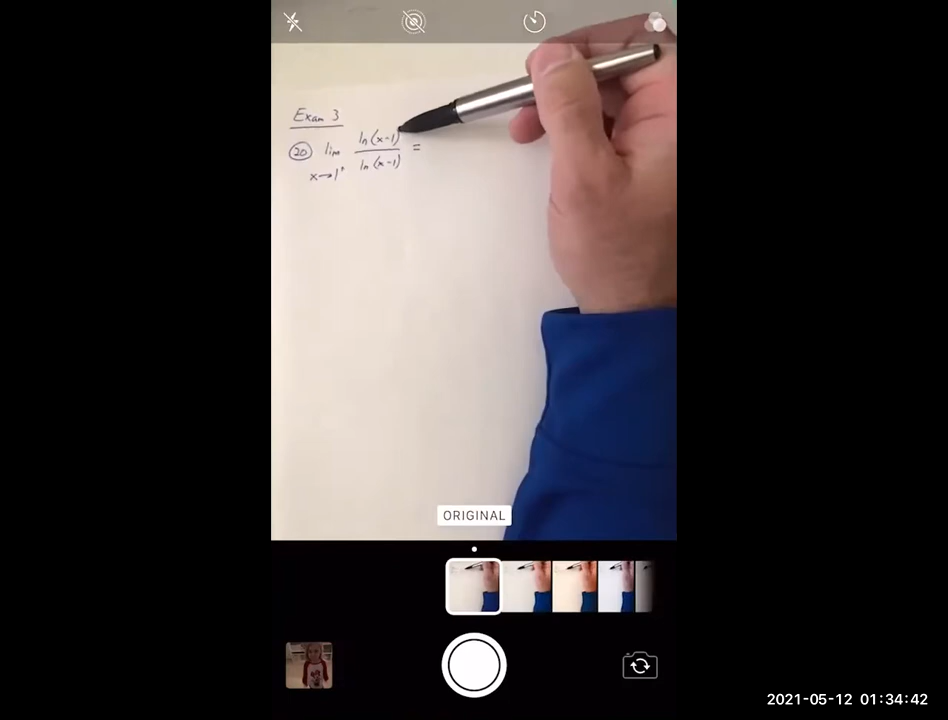 Exam 3
20 lim x→1⁺ ln(x-1) / ln(x-1) =
ORIGINAL
2021-05-12 01:34:42